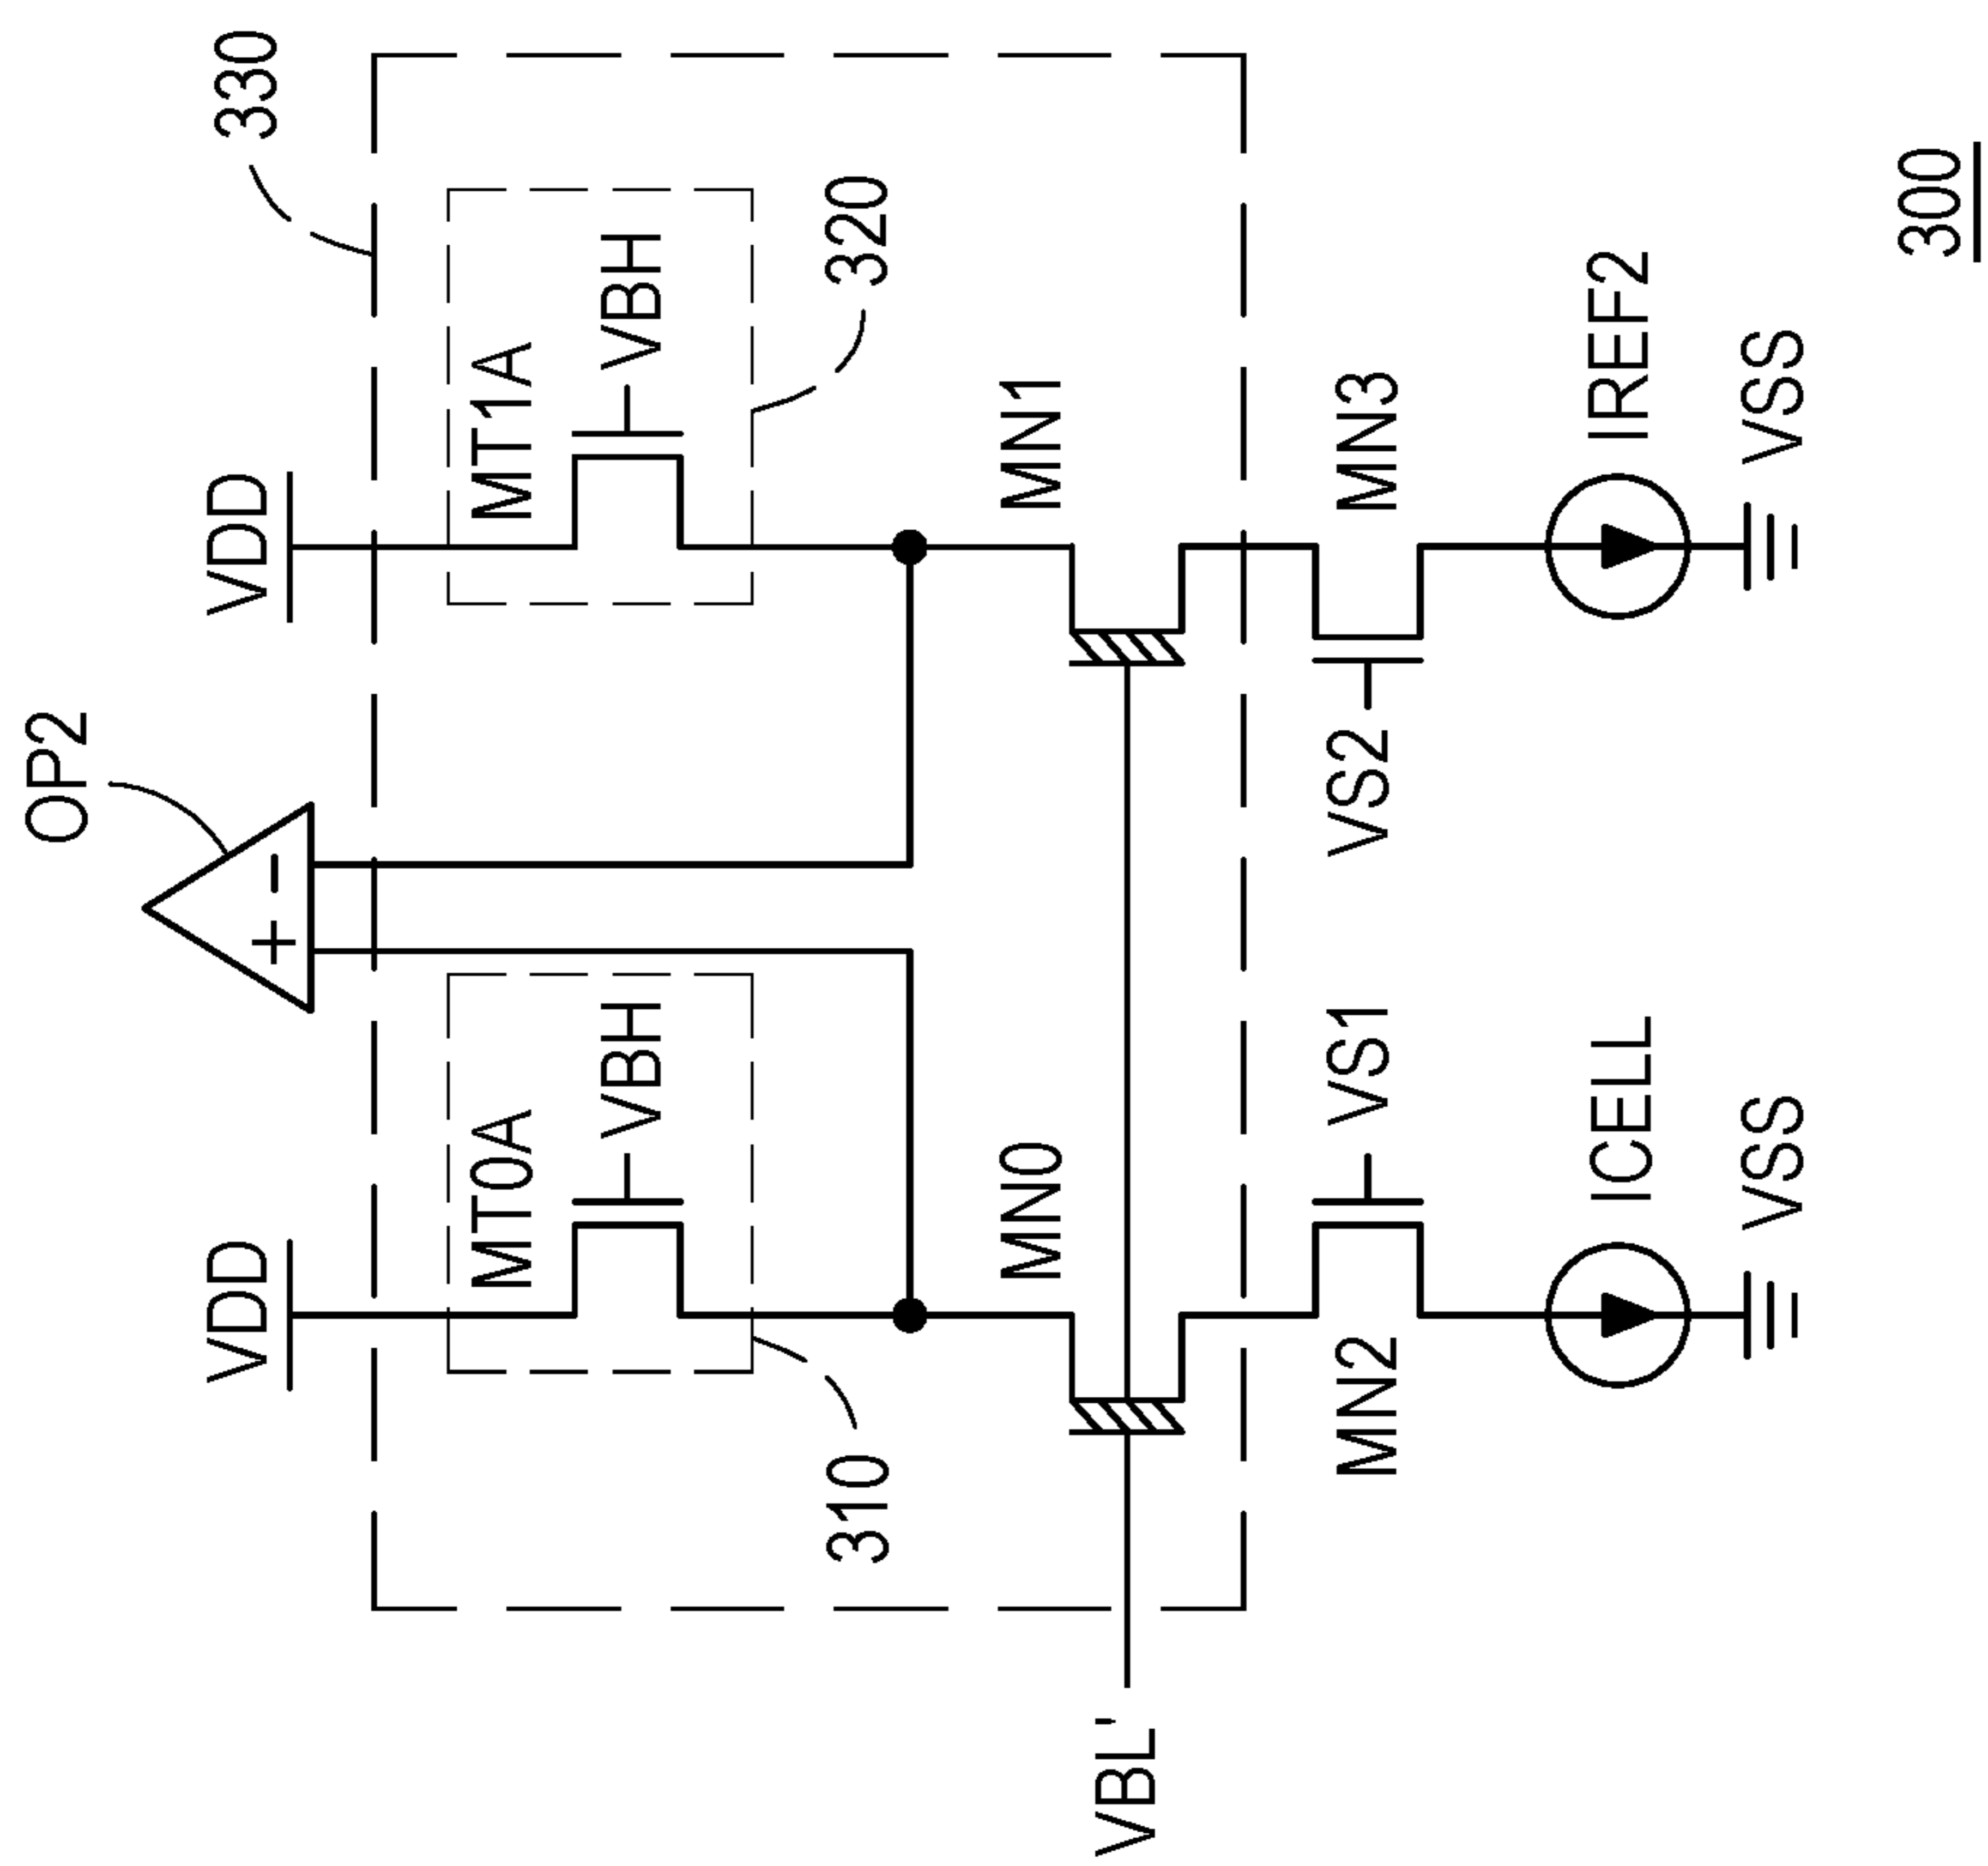 OP2
330
VDD
VDD
MT0A
MT1A
VBH
VBH
310
320
MN0
MN1
VBL'
MN2
VS1
VS2
MN3
ICELL
IREF2
VSS
VSS
300
+
-